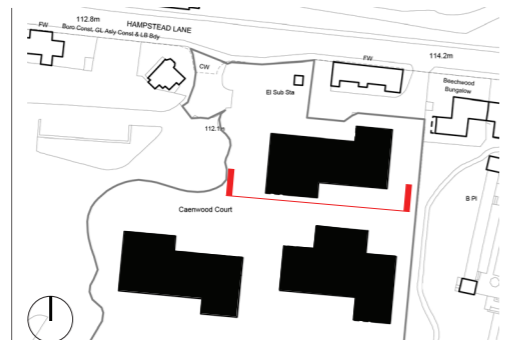 112.8m
HAMPSTEAD LANE
FW
Boro Const, GL Asly Const & LB Bdy
114.2m
FW
CW
El Sub Sta
Beechwood
Bungalow
112.1m
B Pl
Caenwood Court